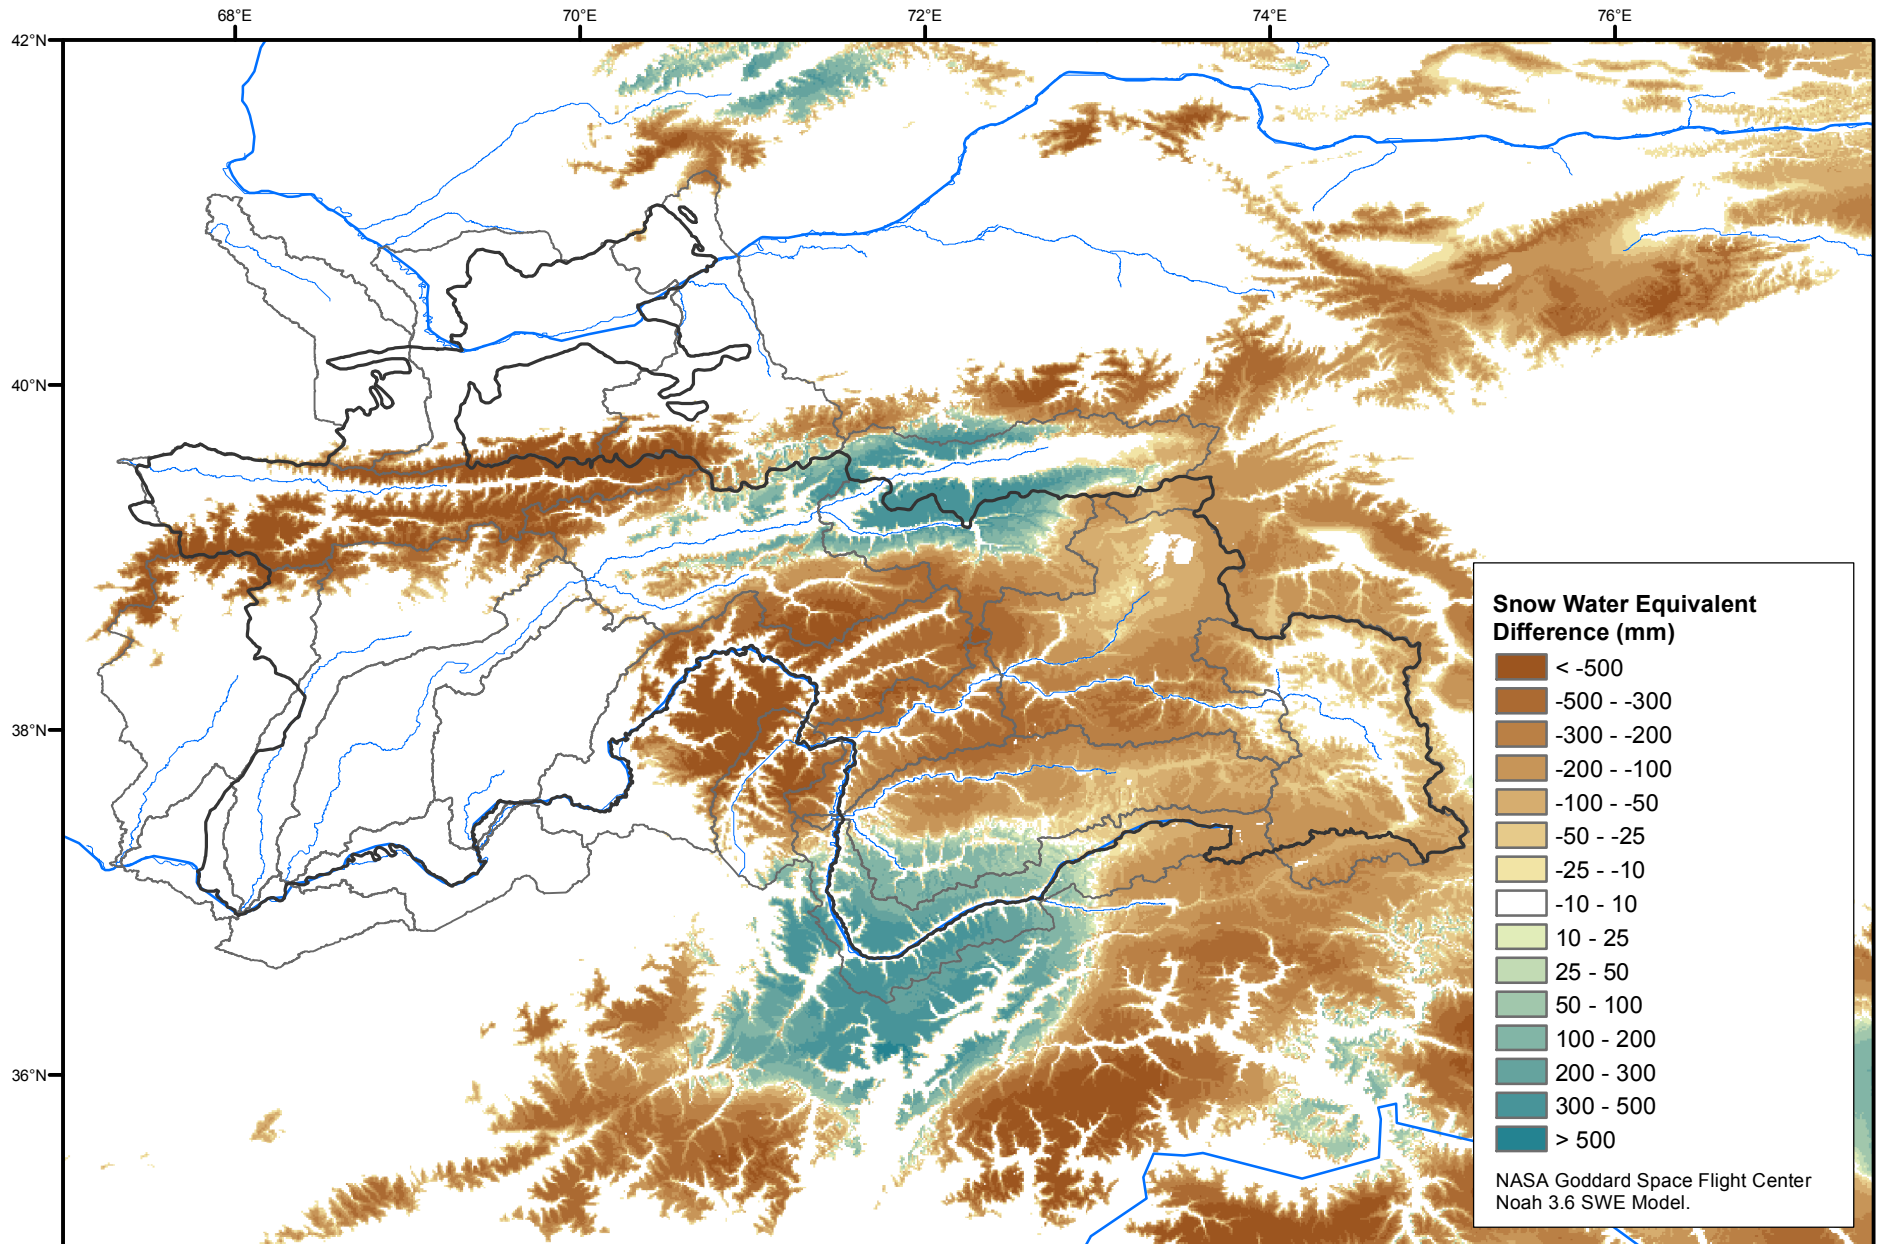 68°E 70°E 72°E 74°E 76°E
42°N
40°N
38°N
36°N
Snow Water Equivalent
Difference (mm)
< -500
-500 - -300
-300 - -200
-200 - -100
-100 - -50
-50 - -25
-25 - -10
-10 - 10
10 - 25
25 - 50
50 - 100
100 - 200
200 - 300
300 - 500
> 500
NASA Goddard Space Flight Center
Noah 3.6 SWE Model.